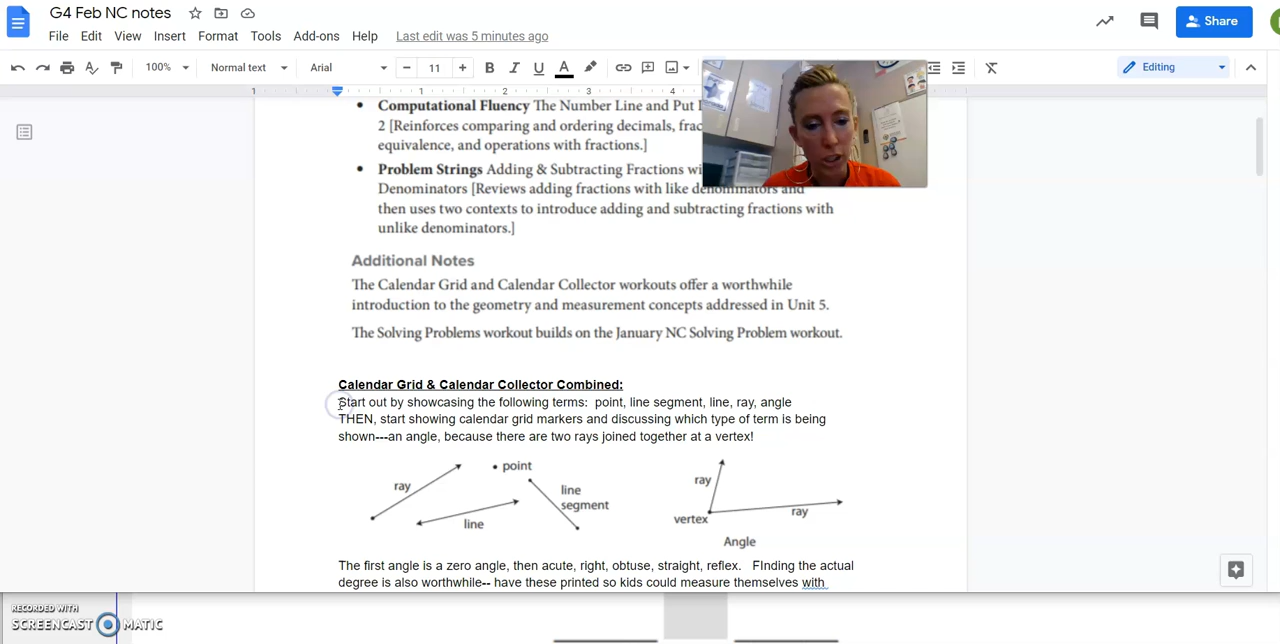 G4 Feb NC notes
Share
File Edit View Insert Format Tools Add-ons Help Last edit was 5 minutes ago
100% Normal text Arial 11 B I U A Editing
1 1 2 3 4
Computational Fluency The Number Line and Put
2 [Reinforces comparing and ordering decimals,
equivalence, and operations with fractions.]
Problem Strings Adding & Subtracting Fractions
Denominators [Reviews adding fractions with like denominators and
then uses two contexts to introduce adding and subtracting fractions with
unlike denominators.]
Additional Notes
The Calendar Grid and Calendar Collector workouts offer a worthwhile
introduction to the geometry and measurement concepts addressed in Unit 5.
The Solving Problems workout builds on the January NC Solving Problem workout.
Calendar Grid & Calendar Collector Combined:
Start out by showcasing the following terms: point, line segment, line, ray, angle
THEN, start showing calendar grid markers and discussing which type of term is being
shown---an angle, because there are two rays joined together at a vertex!
ray
point
line
line
segment
ray
vertex
ray
Angle
The first angle is a zero angle, then acute, right, obtuse, straight, reflex. FInding the actual
degree is also worthwhile-- have these printed so kids could measure themselves with
RECORDED WITH
SCREENCAST MATIC